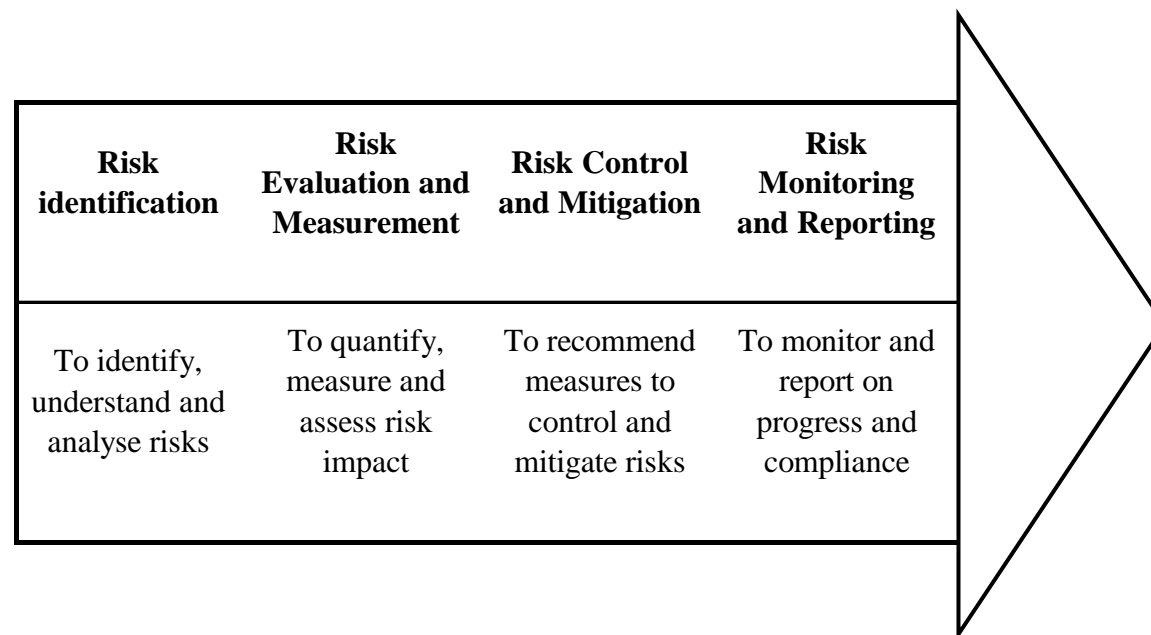 Risk
identification
Risk
Evaluation and
Measurement
Risk Control
and Mitigation
Risk
Monitoring
and Reporting
To identify,
understand and
analyse risks
To quantify,
measure and
assess risk
impact
To recommend
measures to
control and
mitigate risks
To monitor and
report on
progress and
compliance